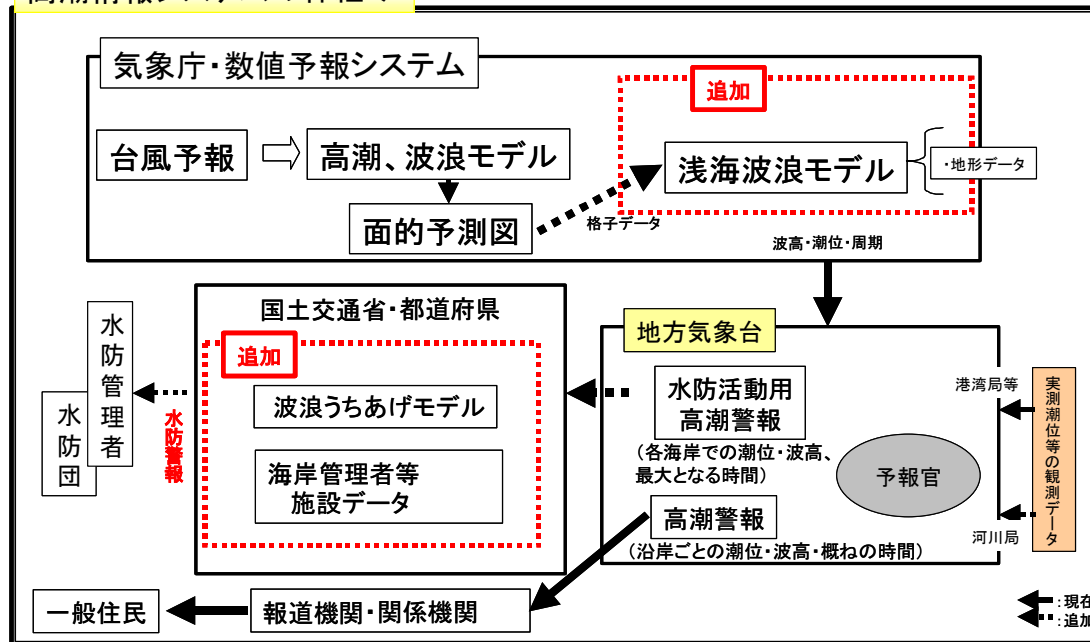 気象庁・数値予報システム
追加
台風予報
高潮、波浪モデル
浅海波浪モデル
・地形データ
面的予測図
格子データ
波高・潮位・周期
国土交通省・都道府県
追加
波浪うちあげモデル
海岸管理者等
施設データ
水防管理者
水防団
水防警報
地方気象台
水防活動用
高潮警報
(各海岸での潮位・波高、
最大となる時間)
予報官
高潮警報
(沿岸ごとの潮位・波高・概ねの時間)
港湾局等
実測潮位等の観測データ
河川局
一般住民
報道機関・関係機関
:現在
:追加